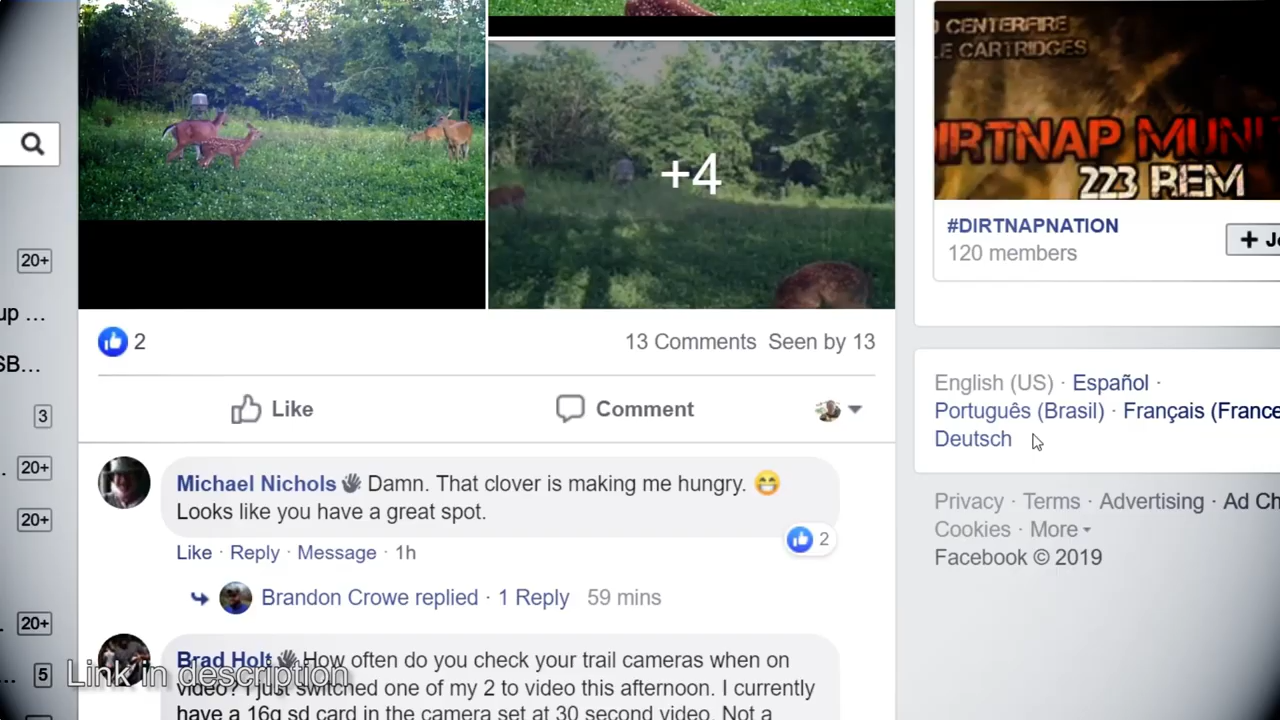 D CENTERFIRE
LE CARTRIDGES
DIRTNAP MUNI
223 REM
+4
#DIRTNAPNATION
120 members
20+
up ...
SB...
3
20+
20+
20+
5
2
13 Comments Seen by 13
Like
Comment
English (US) · Español ·
Português (Brasil) · Français (France
Deutsch
Privacy · Terms · Advertising · Ad Ch
Cookies · More
Facebook © 2019
Michael Nichols Damn. That clover is making me hungry. 😁
Looks like you have a great spot.
2
Like · Reply · Message · 1h
Brandon Crowe replied · 1 Reply 59 mins
Brad Holt How often do you check your trail cameras when on
video? I just switched one of my 2 to video this afternoon. I currently
have a 16g sd card in the camera set at 30 second video. Not a
Link in description